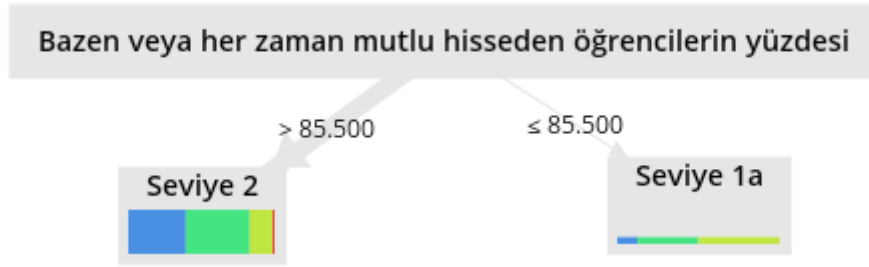 Bazen veya her zaman mutlu hisseden öğrencilerin yüzdesi
> 85.500
≤ 85.500
Seviye 2
Seviye 1a